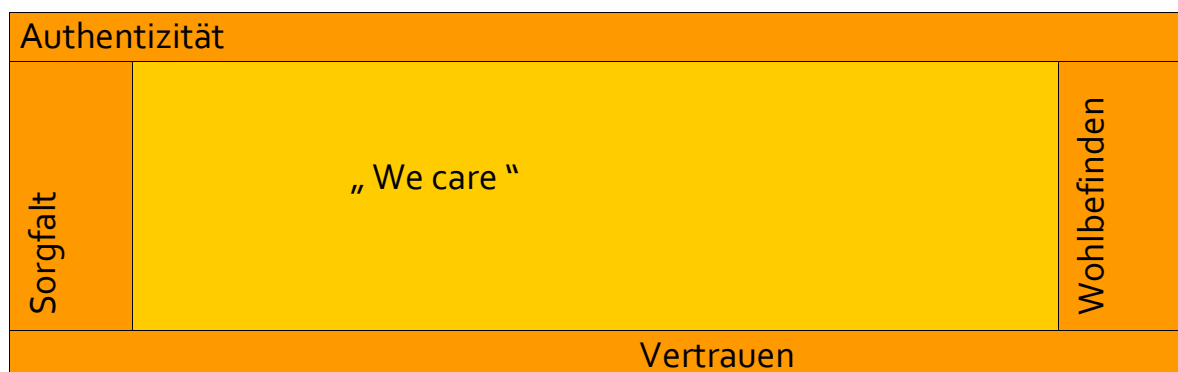 Authentizität
Sorgfalt
„ We care “
Wohlbefinden
Vertrauen